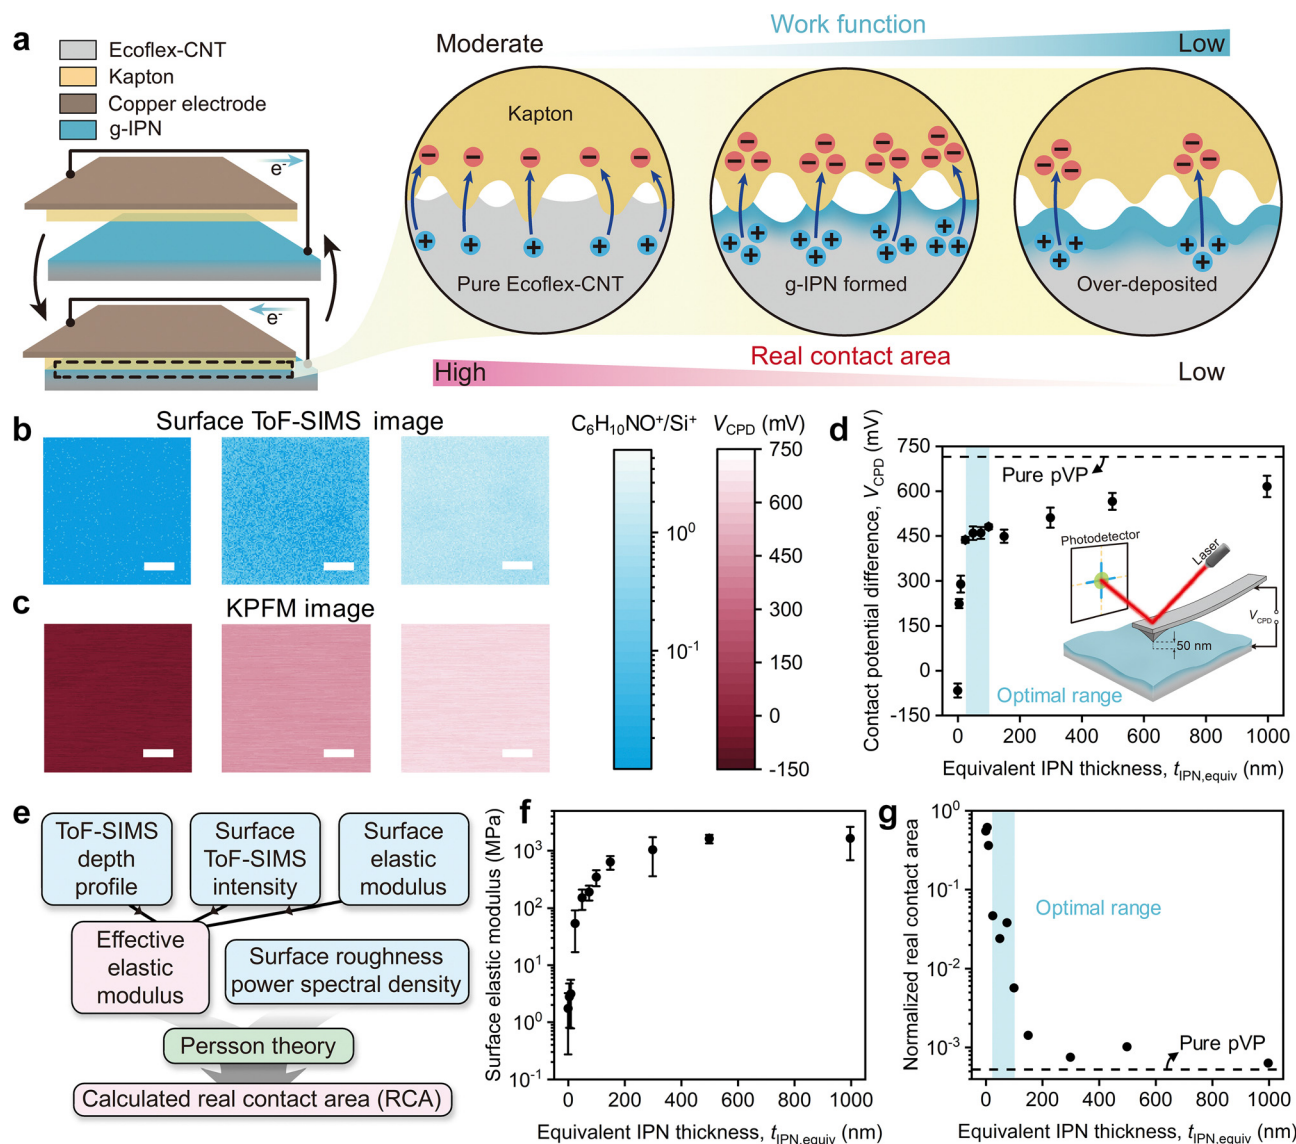 a
Ecoflex-CNT
Kapton
Copper electrode
g-IPN
e⁻
e⁻
Work function
Moderate
Low
Kapton
Pure Ecoflex-CNT
g-IPN formed
Over-deposited
Real contact area
High
Low
b
Surface ToF-SIMS image
C₆H₁₀NO⁺/Si⁺
10⁰
10⁻¹
V_CPD (mV)
750
600
450
300
150
0
-150
c
KPFM image
d
Contact potential difference, V_CPD (mV)
750
600
450
300
150
0
-150
Pure pVP
Photodetector
Laser
V_CPD
50 nm
Optimal range
0 200 400 600 800 1000
Equivalent IPN thickness, t_IPN,equiv (nm)
e
ToF-SIMS
depth
profile
Surface
ToF-SIMS
intensity
Surface
elastic
modulus
Effective
elastic
modulus
Surface roughness
power spectral density
Persson theory
Calculated real contact area (RCA)
f
Surface elastic modulus (MPa)
10³
10²
10¹
10⁰
10⁻¹
0 200 400 600 800 1000
Equivalent IPN thickness, t_IPN,equiv (nm)
g
Normalized real contact area
10⁰
10⁻¹
10⁻²
10⁻³
Optimal range
Pure pVP
0 200 400 600 800 1000
Equivalent IPN thickness, t_IPN,equiv (nm)